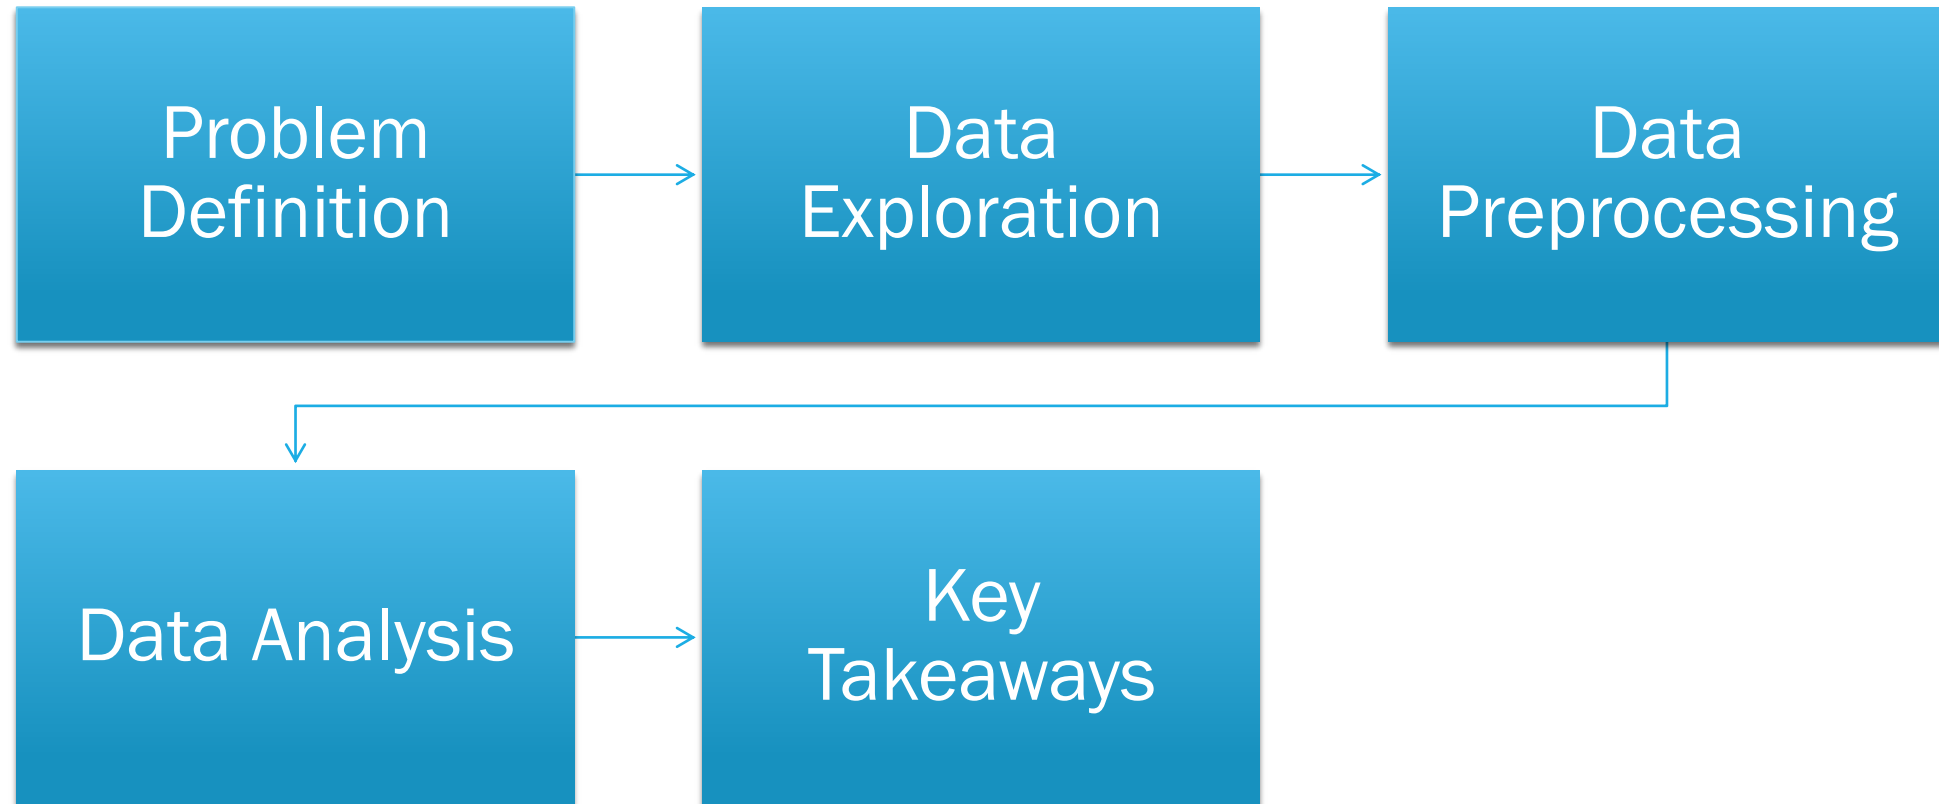 Problem
Definition
Data
Exploration
Data
Preprocessing
Data Analysis
Key
Takeaways